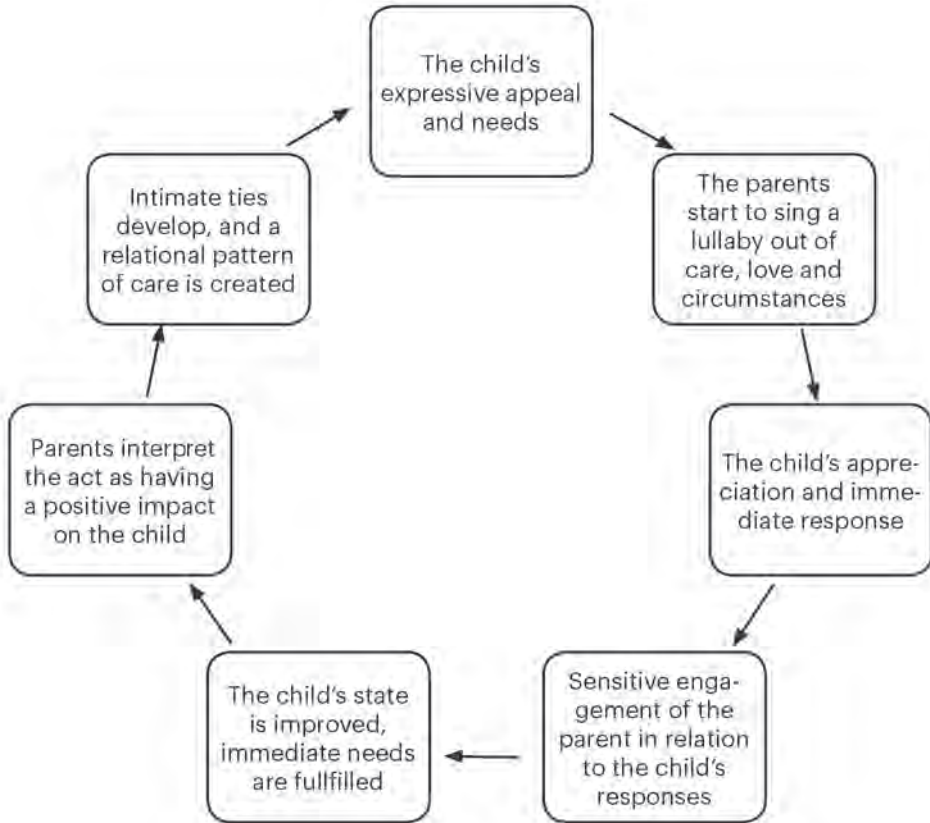 The child's
expressive appeal
and needs
The parents
start to sing a
lullaby out of
care, love and
circumstances
The child's appre-
ciation and imme-
diate response
Sensitive enga-
gement of the
parent in relation
to the child's
responses
The child's state
is improved,
immediate needs
are fullfilled
Parents interpret
the act as having
a positive impact
on the child
Intimate ties
develop, and a
relational pattern
of care is created